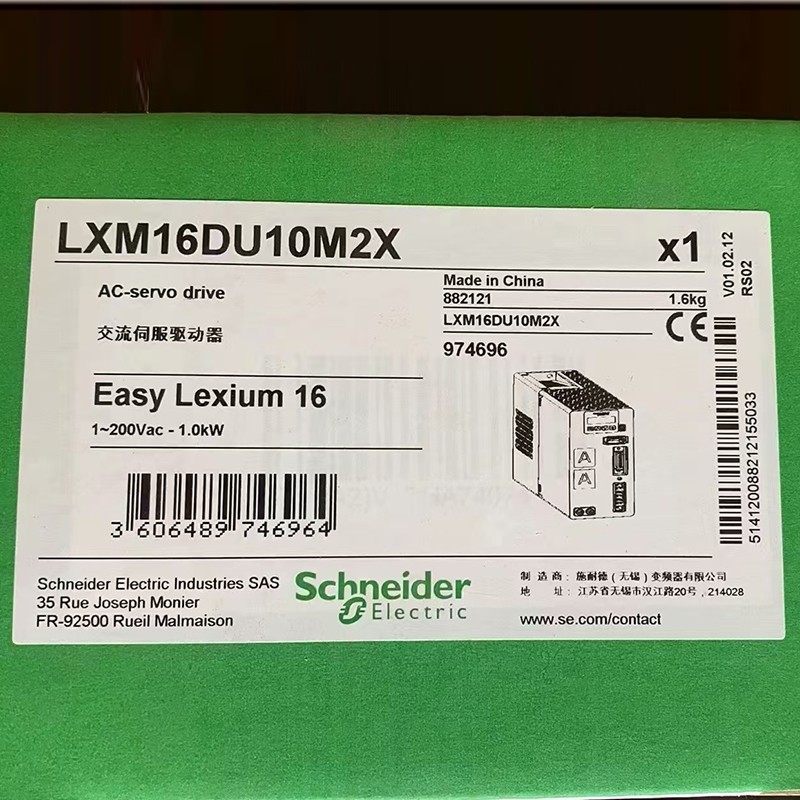 LXM16DU10M2X
x1
V01.02.12
RS02
AC-servo drive
交流伺服驱动器
Made in China
882121 1.6kg
LXM16DU10M2X
CE
974696
Easy Lexium 16
1~200Vac - 1.0kW
3 606489 746964
514120088212155033
Schneider Electric Industries SAS
35 Rue Joseph Monier
FR-92500 Rueil Malmaison
Schneider
Electric
制 造 商： 施耐德（无锡）变频器有限公司
地 址： 江苏省无锡市汉江路20号，214028
www.se.com/contact